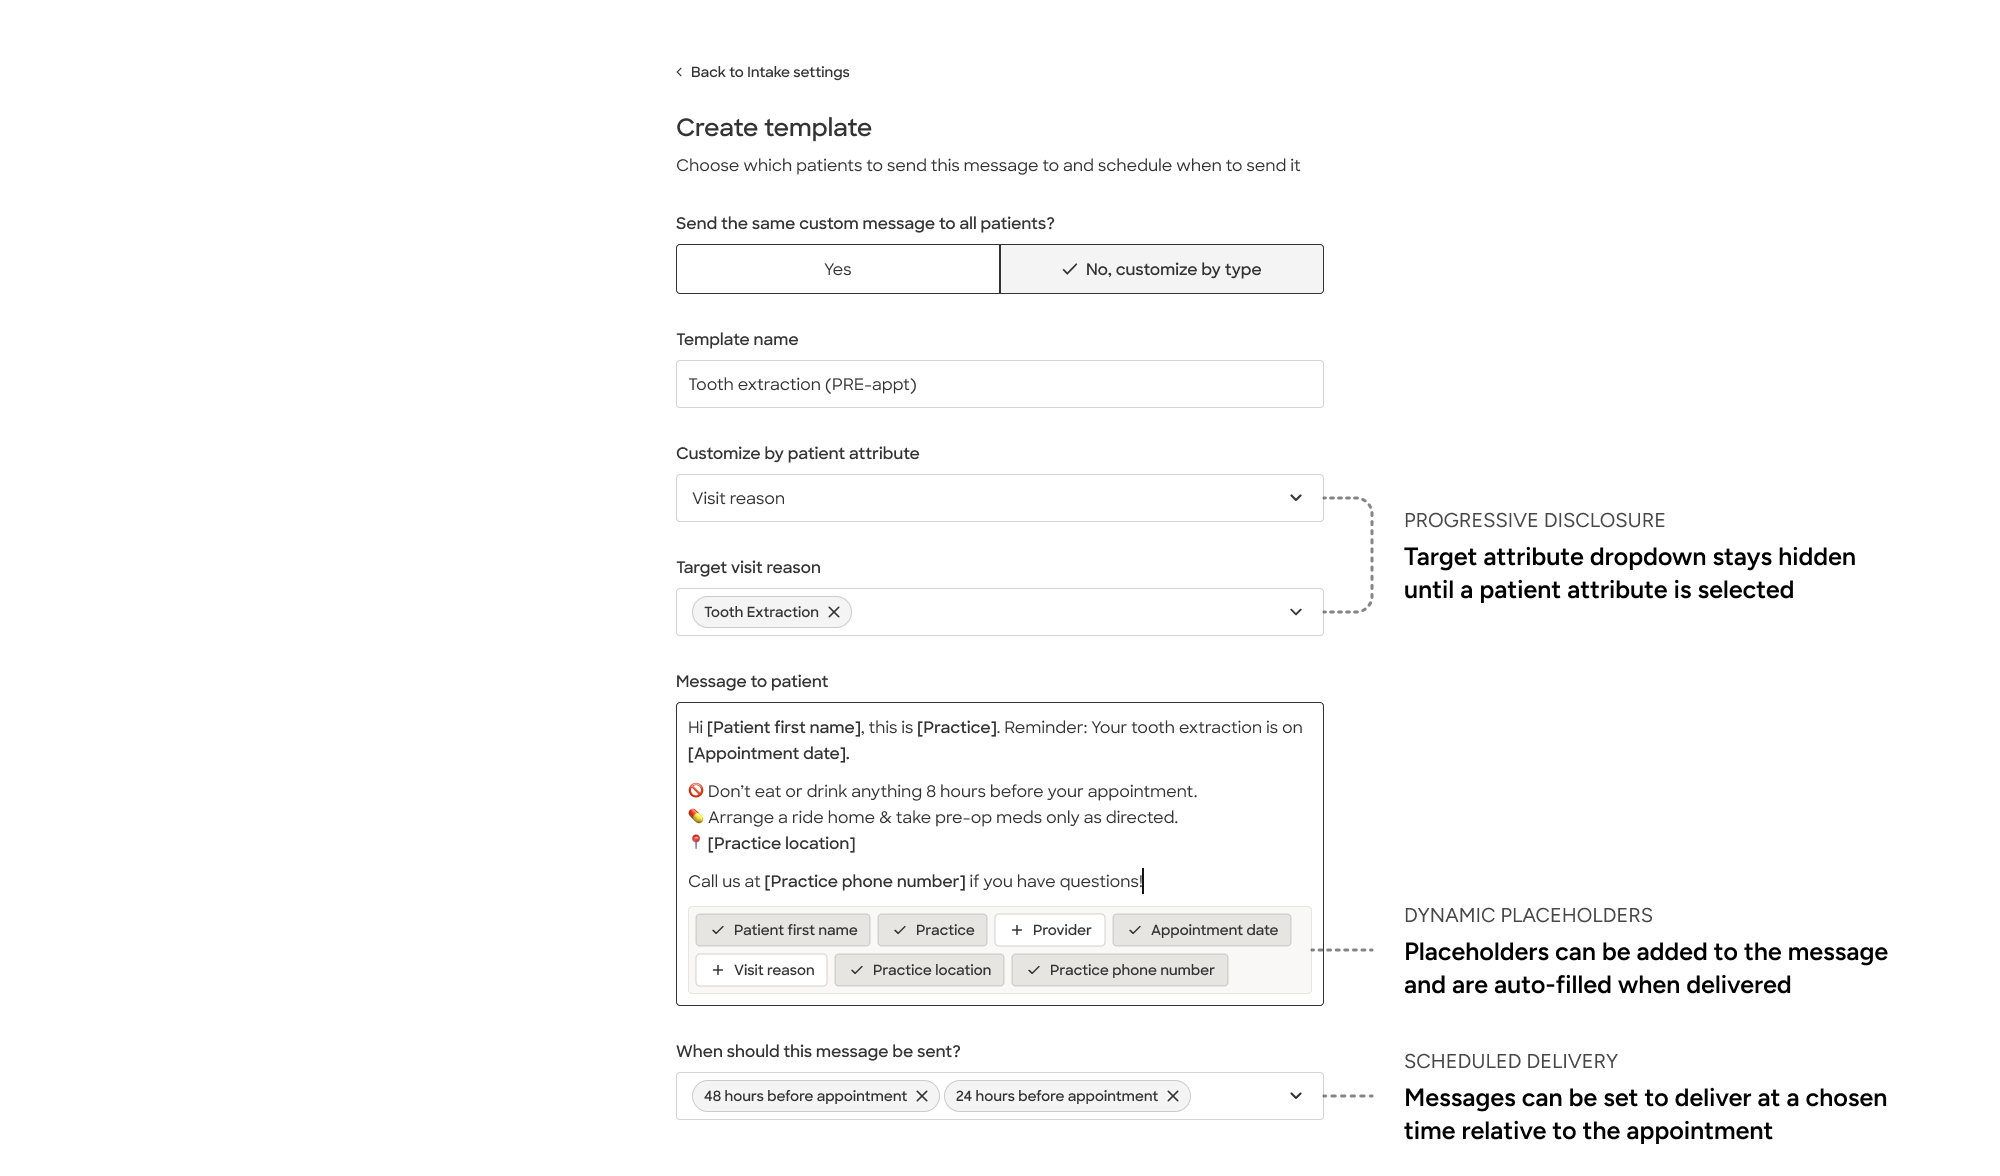 Back to Intake settings
Create template
Choose which patients to send this message to and schedule when to send it
Send the same custom message to all patients?
Yes
No, customize by type
Template name
Tooth extraction (PRE-appt)
Customize by patient attribute
Visit reason
PROGRESSIVE DISCLOSURE
Target attribute dropdown stays hidden
until a patient attribute is selected
Target visit reason
Tooth Extraction
Message to patient
Hi [Patient first name], this is [Practice]. Reminder: Your tooth extraction is on
[Appointment date].
🚫 Don’t eat or drink anything 8 hours before your appointment.
💊 Arrange a ride home & take pre-op meds only as directed.
📍 [Practice location]
Call us at [Practice phone number] if you have questions!
Patient first name
Practice
Provider
Appointment date
Visit reason
Practice location
Practice phone number
DYNAMIC PLACEHOLDERS
Placeholders can be added to the message
and are auto-filled when delivered
When should this message be sent?
48 hours before appointment
24 hours before appointment
SCHEDULED DELIVERY
Messages can be set to deliver at a chosen
time relative to the appointment